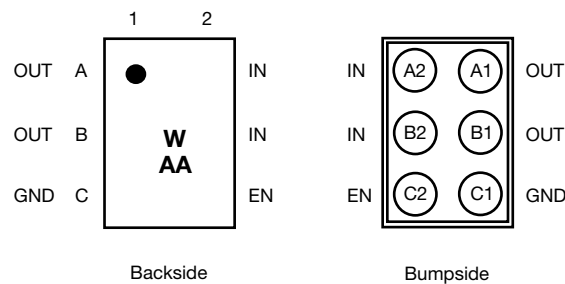 1 2
OUT A IN IN A2 A1 OUT
OUT B W IN IN B2 B1 OUT
AA
GND C EN EN C2 C1 GND
Backside Bumpside